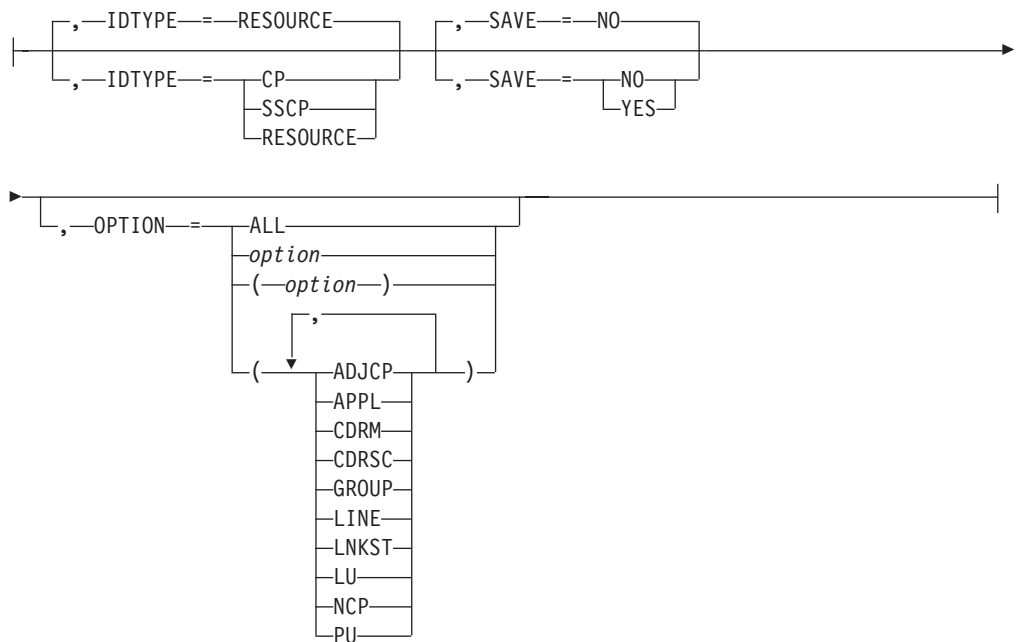 , IDTYPE = RESOURCE , SAVE = NO
, IDTYPE = CP , SAVE = NO
SSCP YES
RESOURCE
, OPTION = ALL
option
( option )
,
( ADJCP )
APPL
CDRM
CDRSC
GROUP
LINE
LNKST
LU
NCP
PU